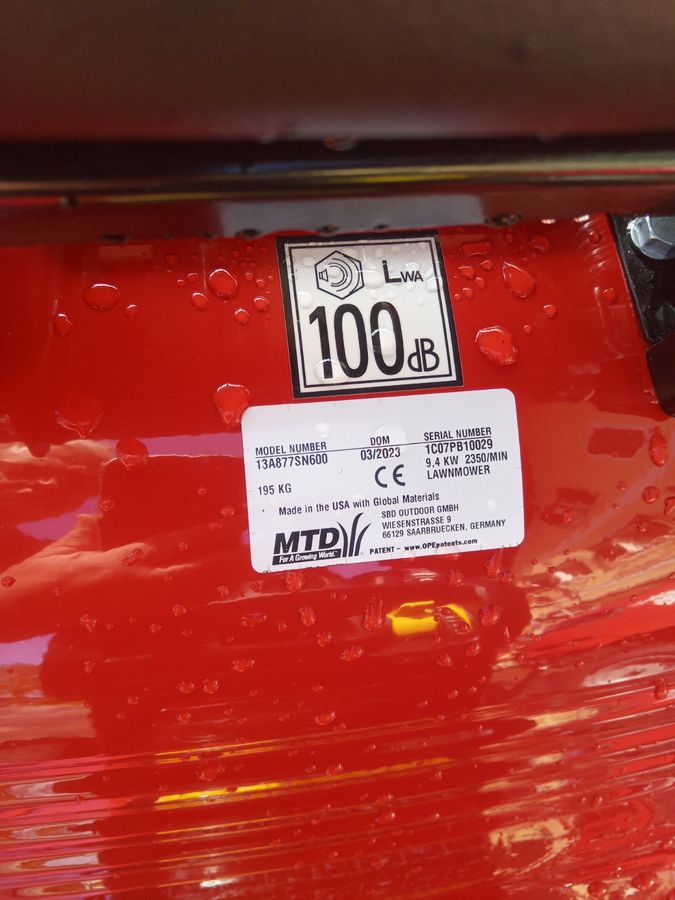 LWA
100dB
MODEL NUMBER DOM SERIAL NUMBER
13A877SN600 03/2023 1C07PB10029
CE 9,4 KW 2350/MIN
195 KG LAWNMOWER
Made in the USA with Global Materials
SBD OUTDOOR GMBH
WIESENSTRASSE 9
66129 SAARBRUECKEN, GERMANY
MTD
For A Growing World.
PATENT – www.OPEpatents.com